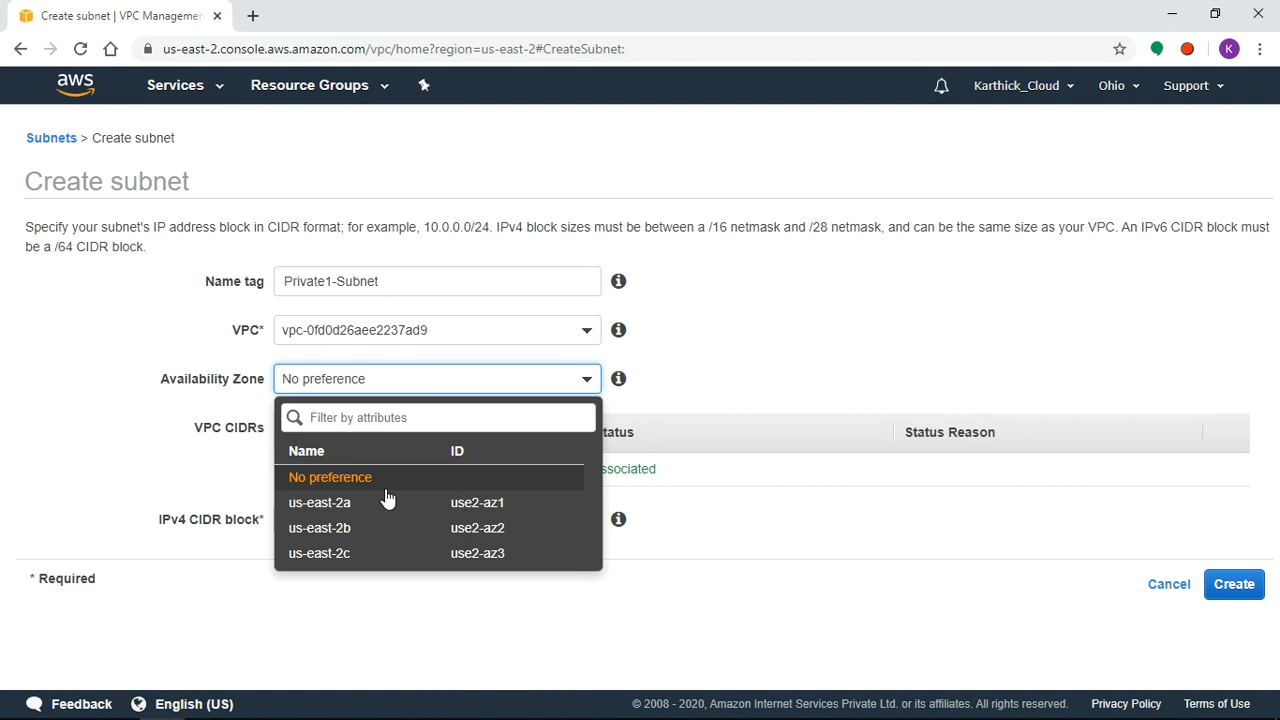 Create subnet | VPC Managemen
us-east-2.console.aws.amazon.com/vpc/home?region=us-east-2#CreateSubnet:
K
aws Services Resource Groups Karthick_Cloud Ohio Support
Subnets > Create subnet
Create subnet
Specify your subnet's IP address block in CIDR format; for example, 10.0.0.0/24. IPv4 block sizes must be between a /16 netmask and /28 netmask, and can be the same size as your VPC. An IPv6 CIDR block must
be a /64 CIDR block.
Name tag Private1-Subnet
VPC* vpc-0fd0d26aee2237ad9
Availability Zone No preference
Filter by attributes
VPC CIDRs tatus Status Reason
Name ID
ssociated
No preference
us-east-2a use2-az1
IPv4 CIDR block*
us-east-2b use2-az2
us-east-2c use2-az3
* Required Cancel Create
Feedback English (US) © 2008 - 2020, Amazon Internet Services Private Ltd. or its affiliates. All rights reserved. Privacy Policy Terms of Use